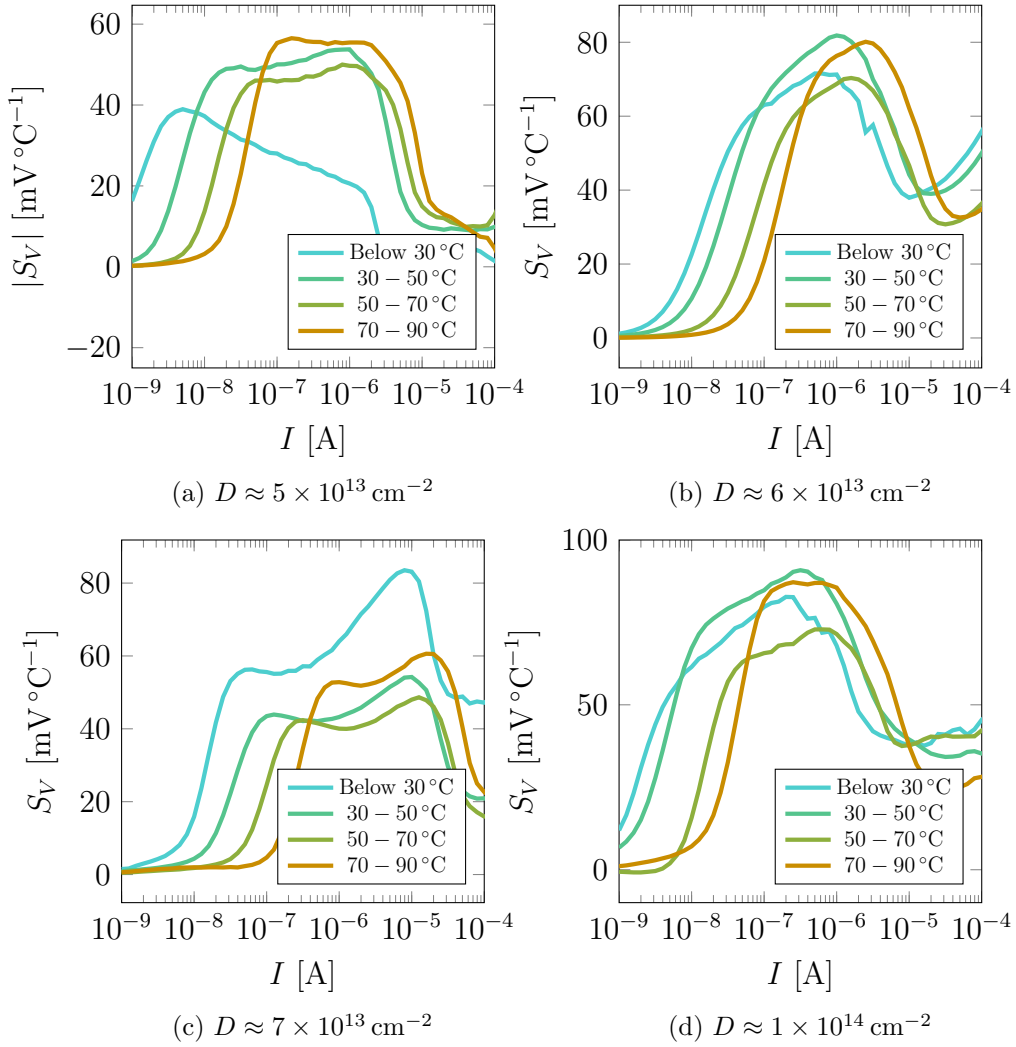 60
40
20
0
−20
|S_V| [mV °C⁻¹]
10⁻⁹ 10⁻⁸ 10⁻⁷ 10⁻⁶ 10⁻⁵ 10⁻⁴
I [A]
Below 30 °C
30 − 50 °C
50 − 70 °C
70 − 90 °C
(a) D ≈ 5 × 10¹³ cm⁻²
80
60
40
20
0
S_V [mV °C⁻¹]
10⁻⁹ 10⁻⁸ 10⁻⁷ 10⁻⁶ 10⁻⁵ 10⁻⁴
I [A]
Below 30 °C
30 − 50 °C
50 − 70 °C
70 − 90 °C
(b) D ≈ 6 × 10¹³ cm⁻²
80
60
40
20
0
S_V [mV °C⁻¹]
10⁻⁹ 10⁻⁸ 10⁻⁷ 10⁻⁶ 10⁻⁵ 10⁻⁴
I [A]
Below 30 °C
30 − 50 °C
50 − 70 °C
70 − 90 °C
(c) D ≈ 7 × 10¹³ cm⁻²
100
50
0
S_V [mV °C⁻¹]
10⁻⁹ 10⁻⁸ 10⁻⁷ 10⁻⁶ 10⁻⁵ 10⁻⁴
I [A]
Below 30 °C
30 − 50 °C
50 − 70 °C
70 − 90 °C
(d) D ≈ 1 × 10¹⁴ cm⁻²